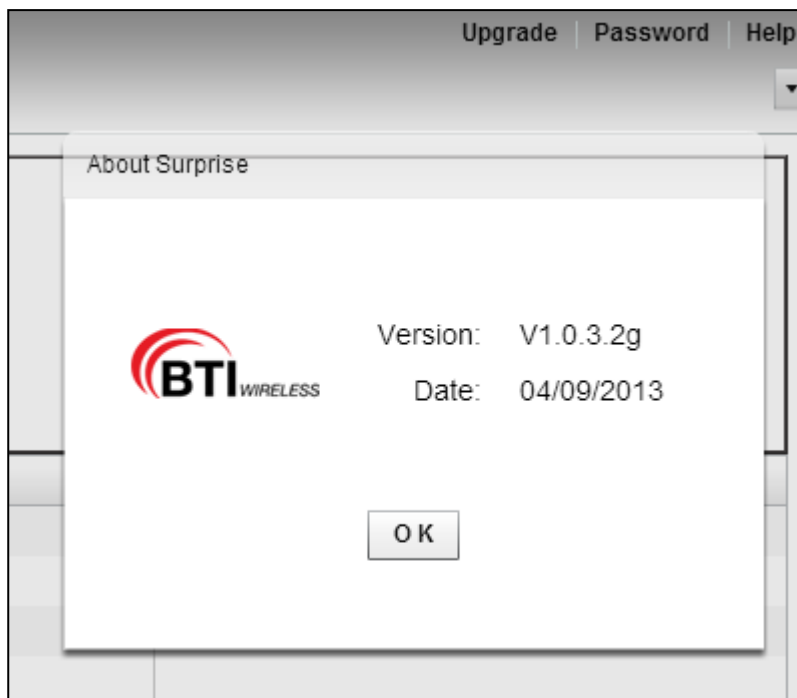 Upgrade Password Help
About Surprise
BTI WIRELESS
Version: V1.0.3.2g
Date: 04/09/2013
OK